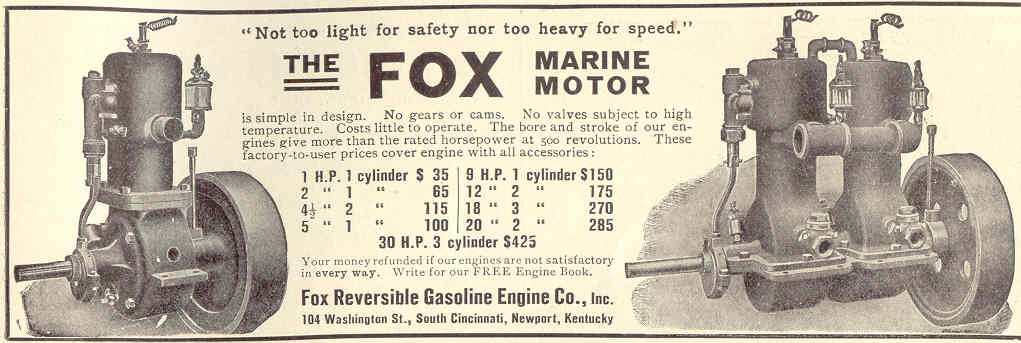 “Not too light for safety nor too heavy for speed.”
THE FOX MARINE MOTOR
is simple in design. No gears or cams. No valves subject to high
temperature. Costs little to operate. The bore and stroke of our en-
gines give more than the rated horsepower at 500 revolutions. These
factory-to-user prices cover engine with all accessories:
1 H.P. 1 cylinder $ 35 | 9 H.P. 1 cylinder $150
2 “ 1 “ 65 | 12 “ 2 “ 175
4½ “ 2 “ 115 | 18 “ 3 “ 270
5 “ 1 “ 100 | 20 “ 2 “ 285
30 H.P. 3 cylinder $425
Your money refunded if our engines are not satisfactory
in every way. Write for our FREE Engine Book.
Fox Reversible Gasoline Engine Co., Inc.
104 Washington St., South Cincinnati, Newport, Kentucky